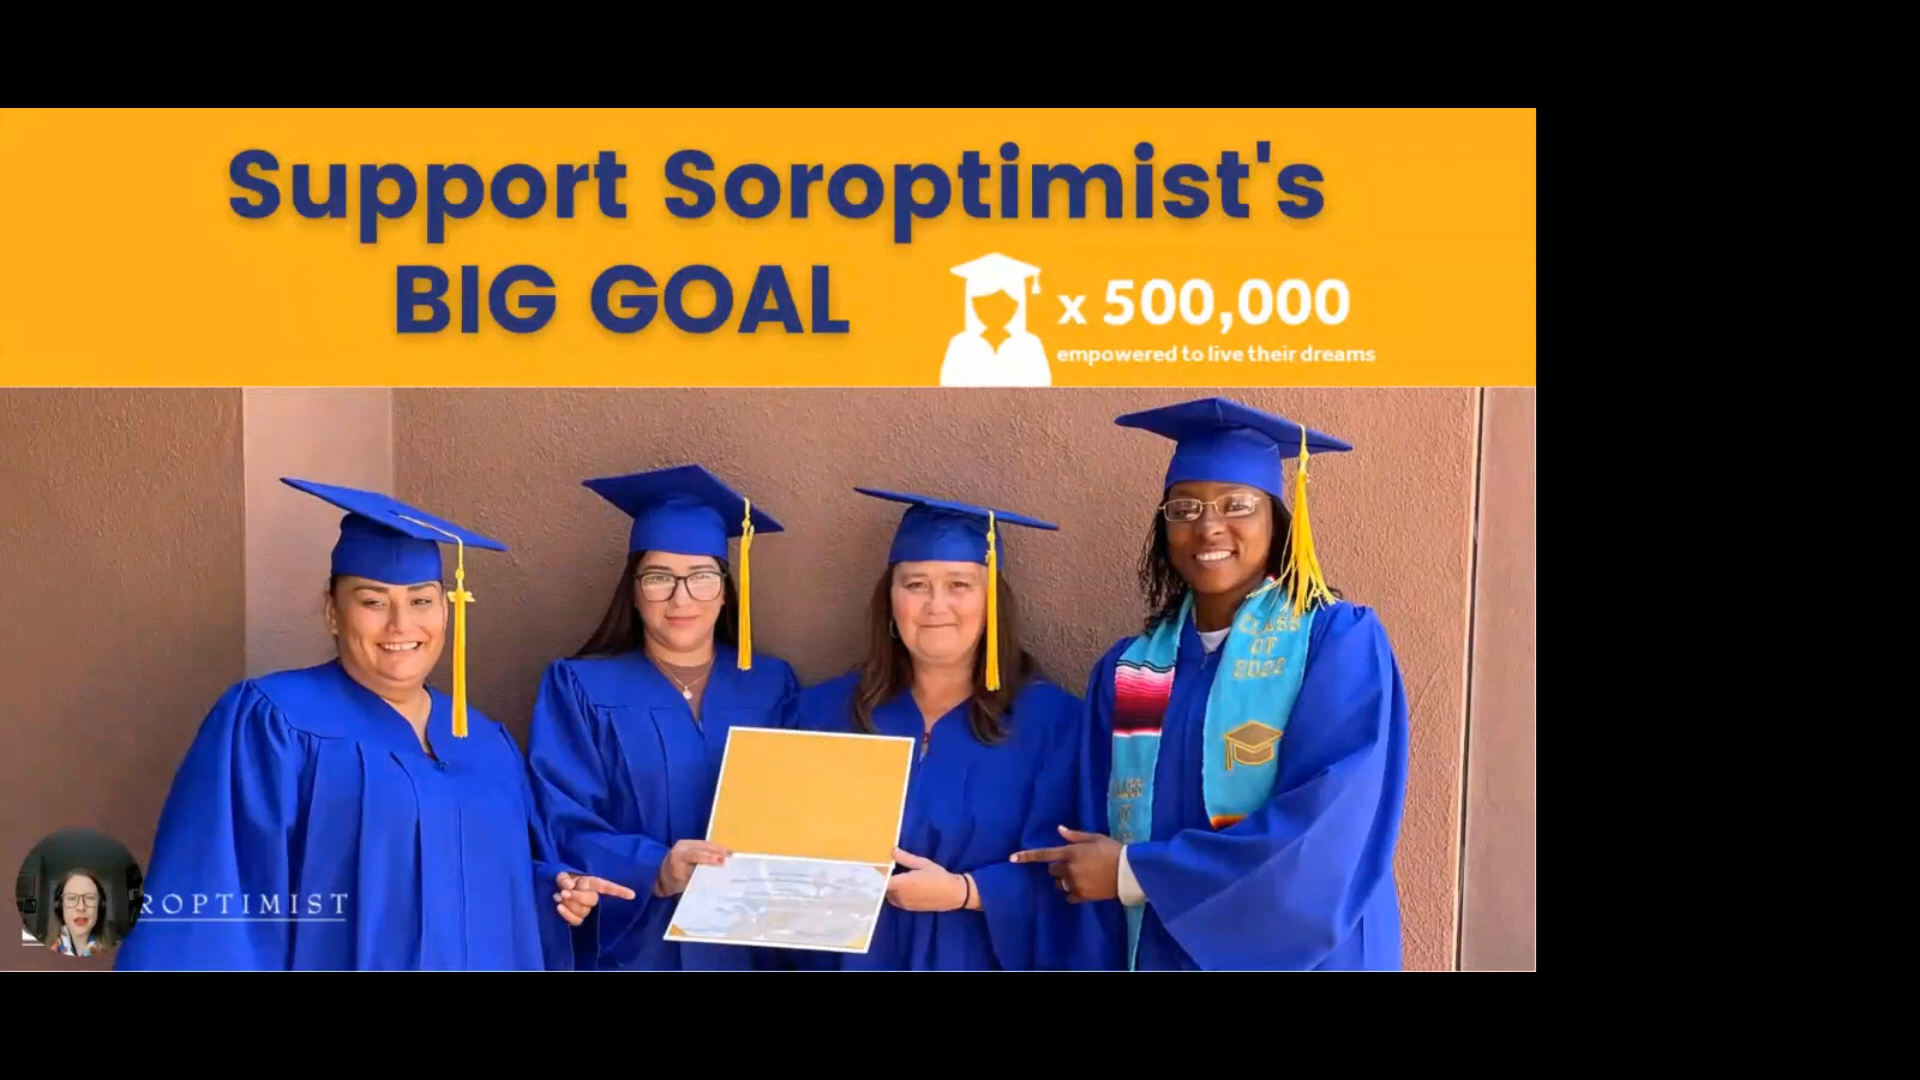 Support Soroptimist's
BIG GOAL
x 500,000
empowered to live their dreams
CLASS
OF
2022
ROPTIMIST